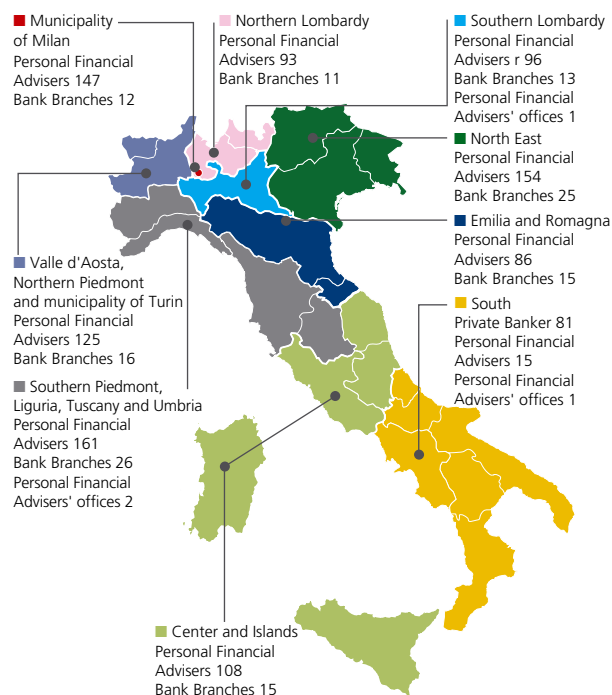 Municipality
of Milan
Personal Financial
Advisers 147
Bank Branches 12
Northern Lombardy
Personal Financial
Advisers 93
Bank Branches 11
Southern Lombardy
Personal Financial
Advisers r 96
Bank Branches 13
Personal Financial
Advisers' offices 1
North East
Personal Financial
Advisers 154
Bank Branches 25
Emilia and Romagna
Personal Financial
Advisers 86
Bank Branches 15
Valle d'Aosta,
Northern Piedmont
and municipality of Turin
Personal Financial
Advisers 125
Bank Branches 16
South
Private Banker 81
Personal Financial
Advisers 15
Personal Financial
Advisers' offices 1
Southern Piedmont,
Liguria, Tuscany and Umbria
Personal Financial
Advisers 161
Bank Branches 26
Personal Financial
Advisers' offices 2
Center and Islands
Personal Financial
Advisers 108
Bank Branches 15